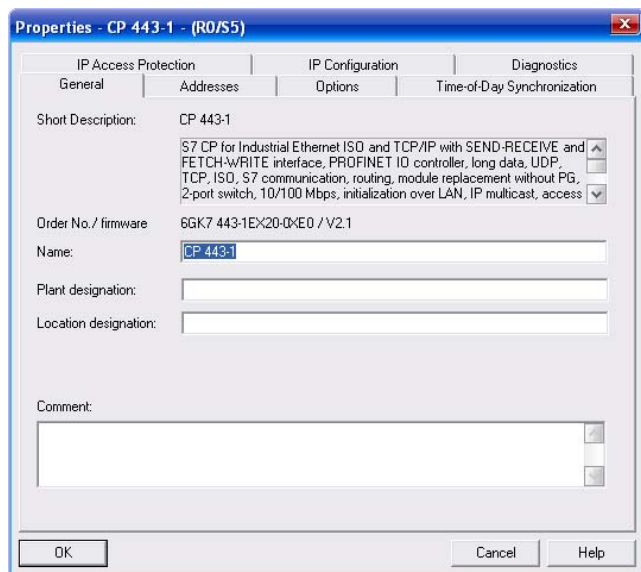 Properties - CP 443-1 - (R0/S5)
IP Access Protection
IP Configuration
Diagnostics
General
Addresses
Options
Time-of-Day Synchronization
Short Description:
CP 443-1
S7 CP for Industrial Ethernet ISO and TCP/IP with SEND-RECEIVE and
FETCH-WRITE interface, PROFINET IO controller, long data, UDP,
TCP, ISO, S7 communication, routing, module replacement without PG,
2-port switch, 10/100 Mbps, initialization over LAN, IP multicast, access
Order No./ firmware
6GK7 443-1EX20-0XE0 / V2.1
Name:
CP 443-1
Plant designation:
Location designation:
Comment:
OK
Cancel
Help